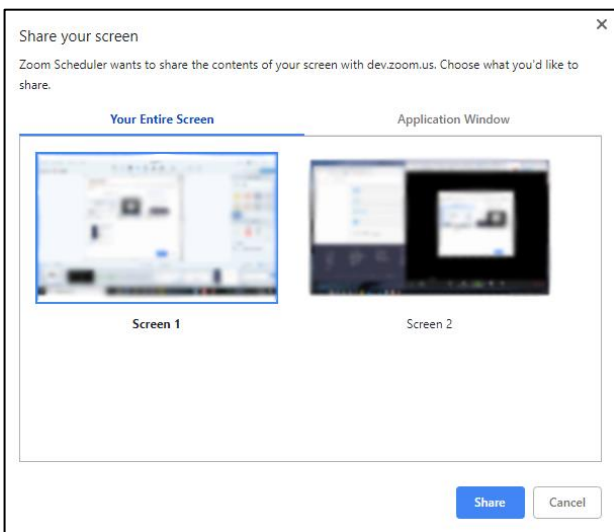 Share your screen
Zoom Scheduler wants to share the contents of your screen with dev.zoom.us. Choose what you'd like to
share.
Your Entire Screen
Application Window
Screen 1
Screen 2
Share
Cancel